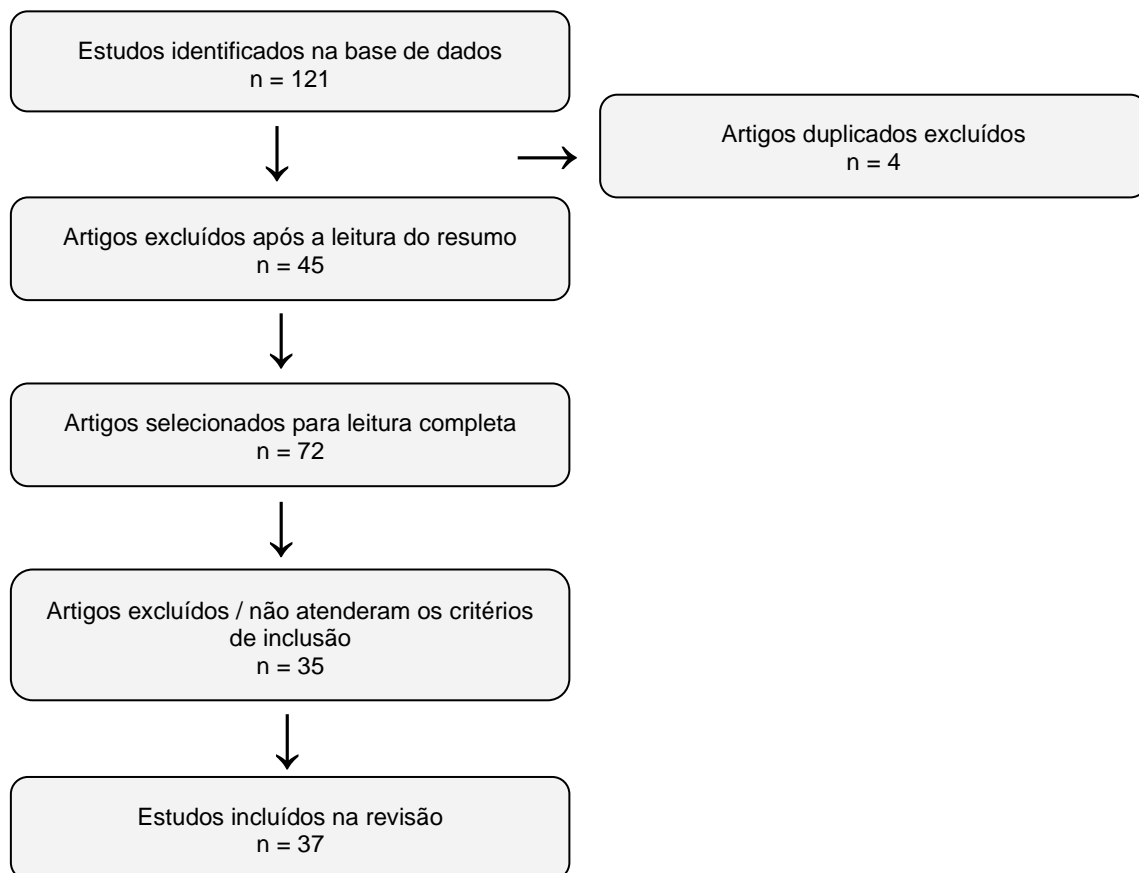 Estudos identificados na base de dados
n = 121
Artigos duplicados excluídos
n = 4
Artigos excluídos após a leitura do resumo
n = 45
Artigos selecionados para leitura completa
n = 72
Artigos excluídos / não atenderam os critérios
de inclusão
n = 35
Estudos incluídos na revisão
n = 37